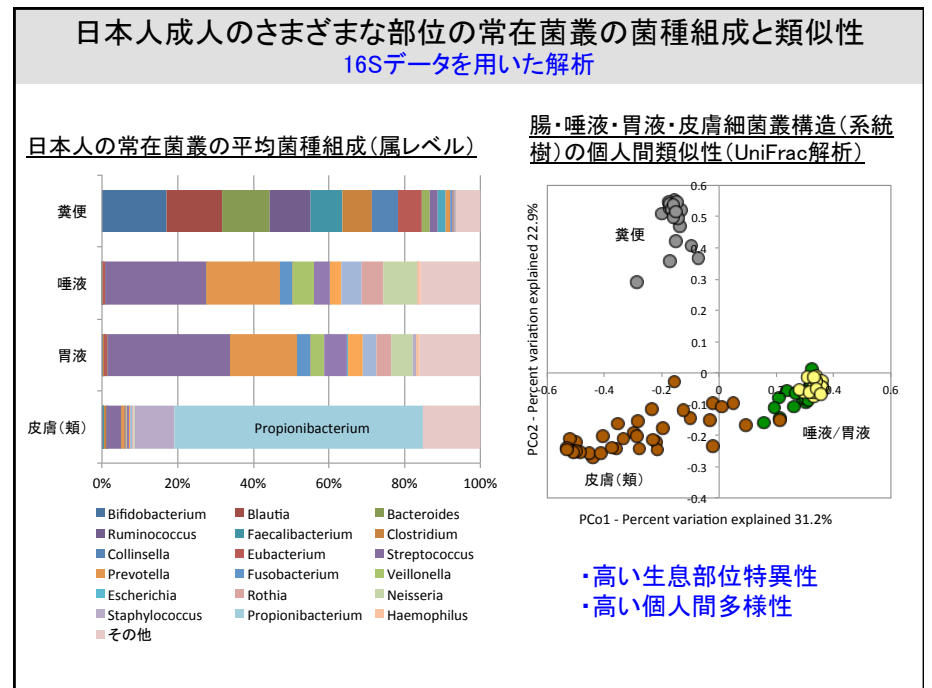 日本人成人のさまざまな部位の常在菌叢の菌種組成と類似性
16Sデータを用いた解析
日本人の常在菌叢の平均菌種組成(属レベル)
糞便
唾液
胃液
皮膚(頬)
Propionibacterium
0% 20% 40% 60% 80% 100%
Bifidobacterium Blautia Bacteroides
Ruminococcus Faecalibacterium Clostridium
Collinsella Eubacterium Streptococcus
Prevotella Fusobacterium Veillonella
Escherichia Rothia Neisseria
Staphylococcus Propionibacterium Haemophilus
その他
腸・唾液・胃液・皮膚細菌叢構造(系統
樹)の個人間類似性(UniFrac解析)
PCo2 - Percent variation explained 22.9%
0.6
0.5
0.4
0.3
0.2
0.1
0
-0.1
-0.2
-0.3
-0.4
-0.6 -0.4 -0.2 0 0.2 0.4 0.6
糞便
唾液/胃液
皮膚(頬)
PCo1 - Percent variation explained 31.2%
・高い生息部位特異性
・高い個人間多様性